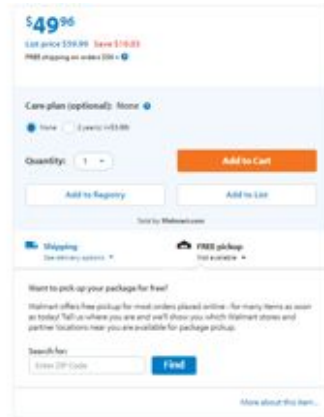 $49⁹⁶
List price $59.99 Save $10.03
FREE shipping on orders $35+
Care plan (optional): None
None 2 years
Quantity: 1
Add to Cart
Add to Registry Add to List
Sold by Walmart.com
Shipping FREE pickup
See delivery options Not available
Want to pick up your package for free?
Walmart offers free pickup for most orders placed online - for many items as soon
as today! Tell us where you are and we'll show you which Walmart stores and
partner locations near you are available for package pickup.
Search for:
Enter ZIP Code Find
More about this item...